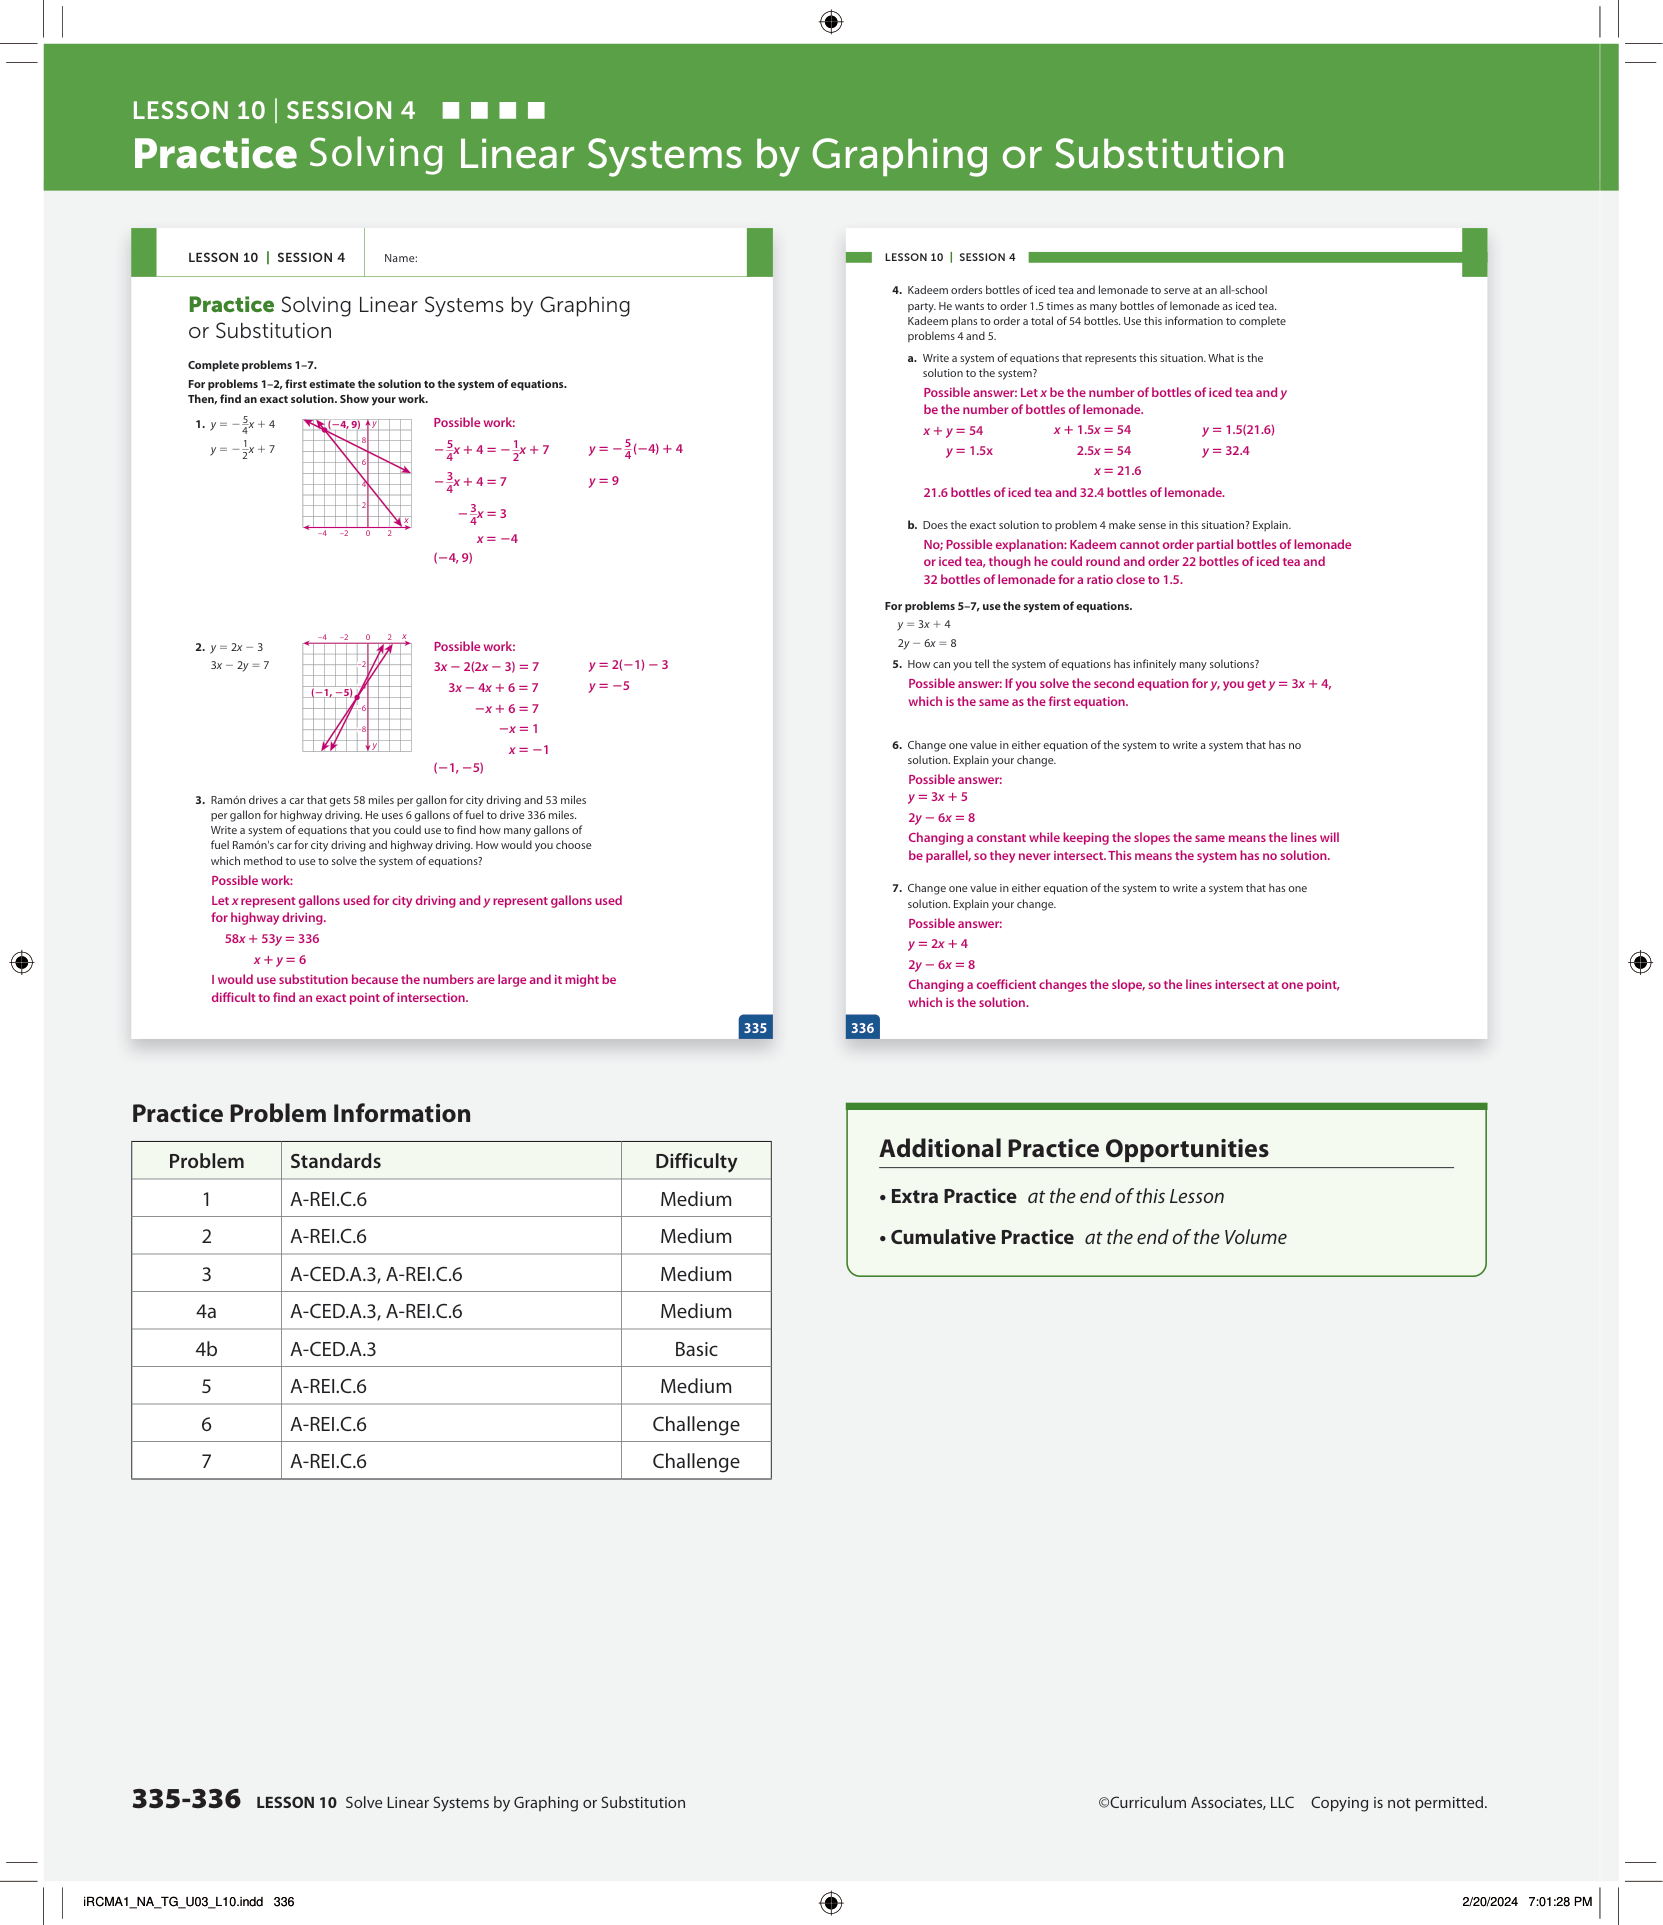 LESSON 10 | SESSION 4
Practice Solving Linear Systems by Graphing or Substitution
LESSON 10 | SESSION 4
Name:
Practice Solving Linear Systems by Graphing
or Substitution
Complete problems 1–7.
For problems 1–2, first estimate the solution to the system of equations.
Then, find an exact solution. Show your work.
1. y = −5/4x + 4
y = −1/2x + 7
(−4, 9) y
8
6
4
2
x
−4 −2 0 2
Possible work:
−5/4x + 4 = −1/2x + 7
−3/4x + 4 = 7
−3/4x = 3
x = −4
(−4, 9)
y = −5/4(−4) + 4
y = 9
2. y = 2x − 3
3x − 2y = 7
−4 −2 0 2 x
−2
(−1, −5)
−6
−8
y
Possible work:
3x − 2(2x − 3) = 7
3x − 4x + 6 = 7
−x + 6 = 7
−x = 1
x = −1
(−1, −5)
y = 2(−1) − 3
y = −5
3. Ramón drives a car that gets 58 miles per gallon for city driving and 53 miles
per gallon for highway driving. He uses 6 gallons of fuel to drive 336 miles.
Write a system of equations that you could use to find how many gallons of
fuel Ramón's car for city driving and highway driving. How would you choose
which method to use to solve the system of equations?
Possible work:
Let x represent gallons used for city driving and y represent gallons used
for highway driving.
58x + 53y = 336
x + y = 6
I would use substitution because the numbers are large and it might be
difficult to find an exact point of intersection.
335
LESSON 10 | SESSION 4
4. Kadeem orders bottles of iced tea and lemonade to serve at an all-school
party. He wants to order 1.5 times as many bottles of lemonade as iced tea.
Kadeem plans to order a total of 54 bottles. Use this information to complete
problems 4 and 5.
a. Write a system of equations that represents this situation. What is the
solution to the system?
Possible answer: Let x be the number of bottles of iced tea and y
be the number of bottles of lemonade.
x + y = 54 x + 1.5x = 54 y = 1.5(21.6)
y = 1.5x 2.5x = 54 y = 32.4
x = 21.6
21.6 bottles of iced tea and 32.4 bottles of lemonade.
b. Does the exact solution to problem 4 make sense in this situation? Explain.
No; Possible explanation: Kadeem cannot order partial bottles of lemonade
or iced tea, though he could round and order 22 bottles of iced tea and
32 bottles of lemonade for a ratio close to 1.5.
For problems 5–7, use the system of equations.
y = 3x + 4
2y − 6x = 8
5. How can you tell the system of equations has infinitely many solutions?
Possible answer: If you solve the second equation for y, you get y = 3x + 4,
which is the same as the first equation.
6. Change one value in either equation of the system to write a system that has no
solution. Explain your change.
Possible answer:
y = 3x + 5
2y − 6x = 8
Changing a constant while keeping the slopes the same means the lines will
be parallel, so they never intersect. This means the system has no solution.
7. Change one value in either equation of the system to write a system that has one
solution. Explain your change.
Possible answer:
y = 2x + 4
2y − 6x = 8
Changing a coefficient changes the slope, so the lines intersect at one point,
which is the solution.
336
Practice Problem Information
Problem Standards Difficulty
1 A-REI.C.6 Medium
2 A-REI.C.6 Medium
3 A-CED.A.3, A-REI.C.6 Medium
4a A-CED.A.3, A-REI.C.6 Medium
4b A-CED.A.3 Basic
5 A-REI.C.6 Medium
6 A-REI.C.6 Challenge
7 A-REI.C.6 Challenge
Additional Practice Opportunities
• Extra Practice at the end of this Lesson
• Cumulative Practice at the end of the Volume
335-336 LESSON 10 Solve Linear Systems by Graphing or Substitution
©Curriculum Associates, LLC Copying is not permitted.
iRCMA1_NA_TG_U03_L10.indd 336
2/20/2024 7:01:28 PM